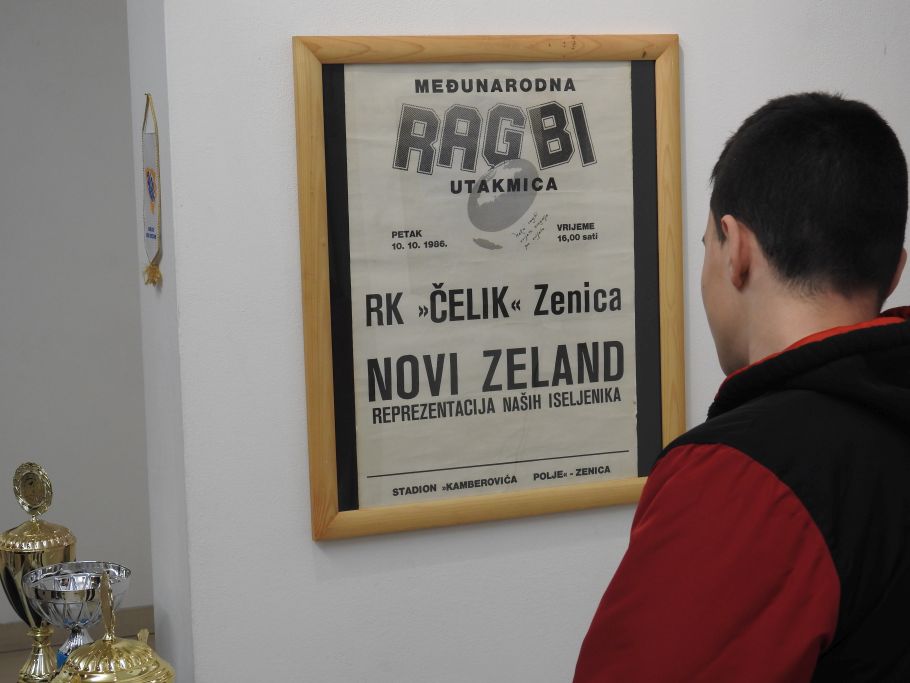 MEĐUNARODNA
RAGBI
UTAKMICA
PETAK
10. 10. 1986.
VRIJEME
16,00 sati
RK »ČELIK« Zenica
NOVI ZELAND
REPREZENTACIJA NAŠIH ISELJENIKA
STADION »KAMBEROVIĆA POLJE« - ZENICA